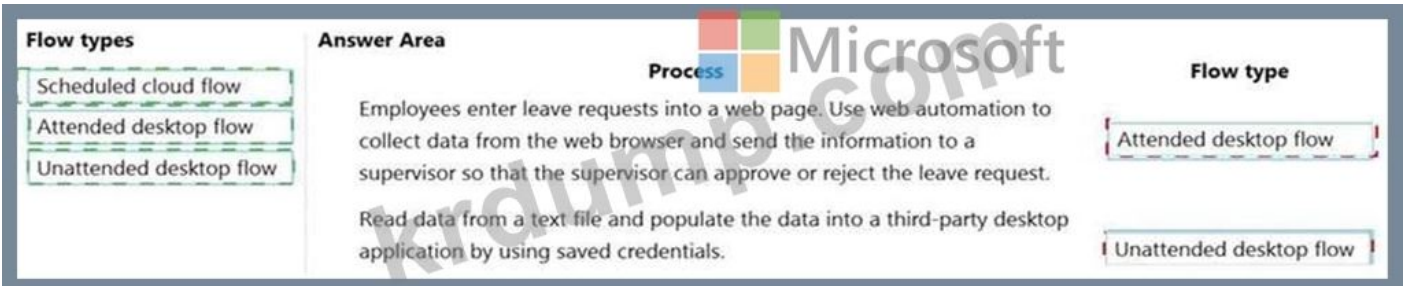 Flow types
Scheduled cloud flow
Attended desktop flow
Unattended desktop flow
Answer Area
Microsoft
Process
Flow type
Employees enter leave requests into a web page. Use web automation to
collect data from the web browser and send the information to a
supervisor so that the supervisor can approve or reject the leave request.
Attended desktop flow
Read data from a text file and populate the data into a third-party desktop
application by using saved credentials.
Unattended desktop flow
krdump.com